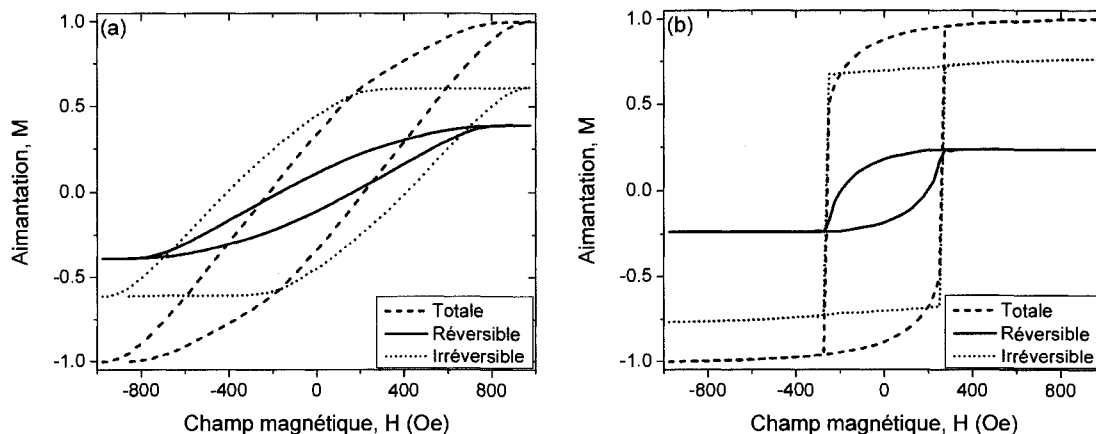 (a)
Aimantation, M
1.0
0.5
0.0
-0.5
-1.0
-800
-400
0
400
800
Champ magnétique, H (Oe)
Totale
Réversible
Irréversible
(b)
Aimantation, M
1.0
0.5
0.0
-0.5
-1.0
-800
-400
0
400
800
Champ magnétique, H (Oe)
Totale
Réversible
Irréversible